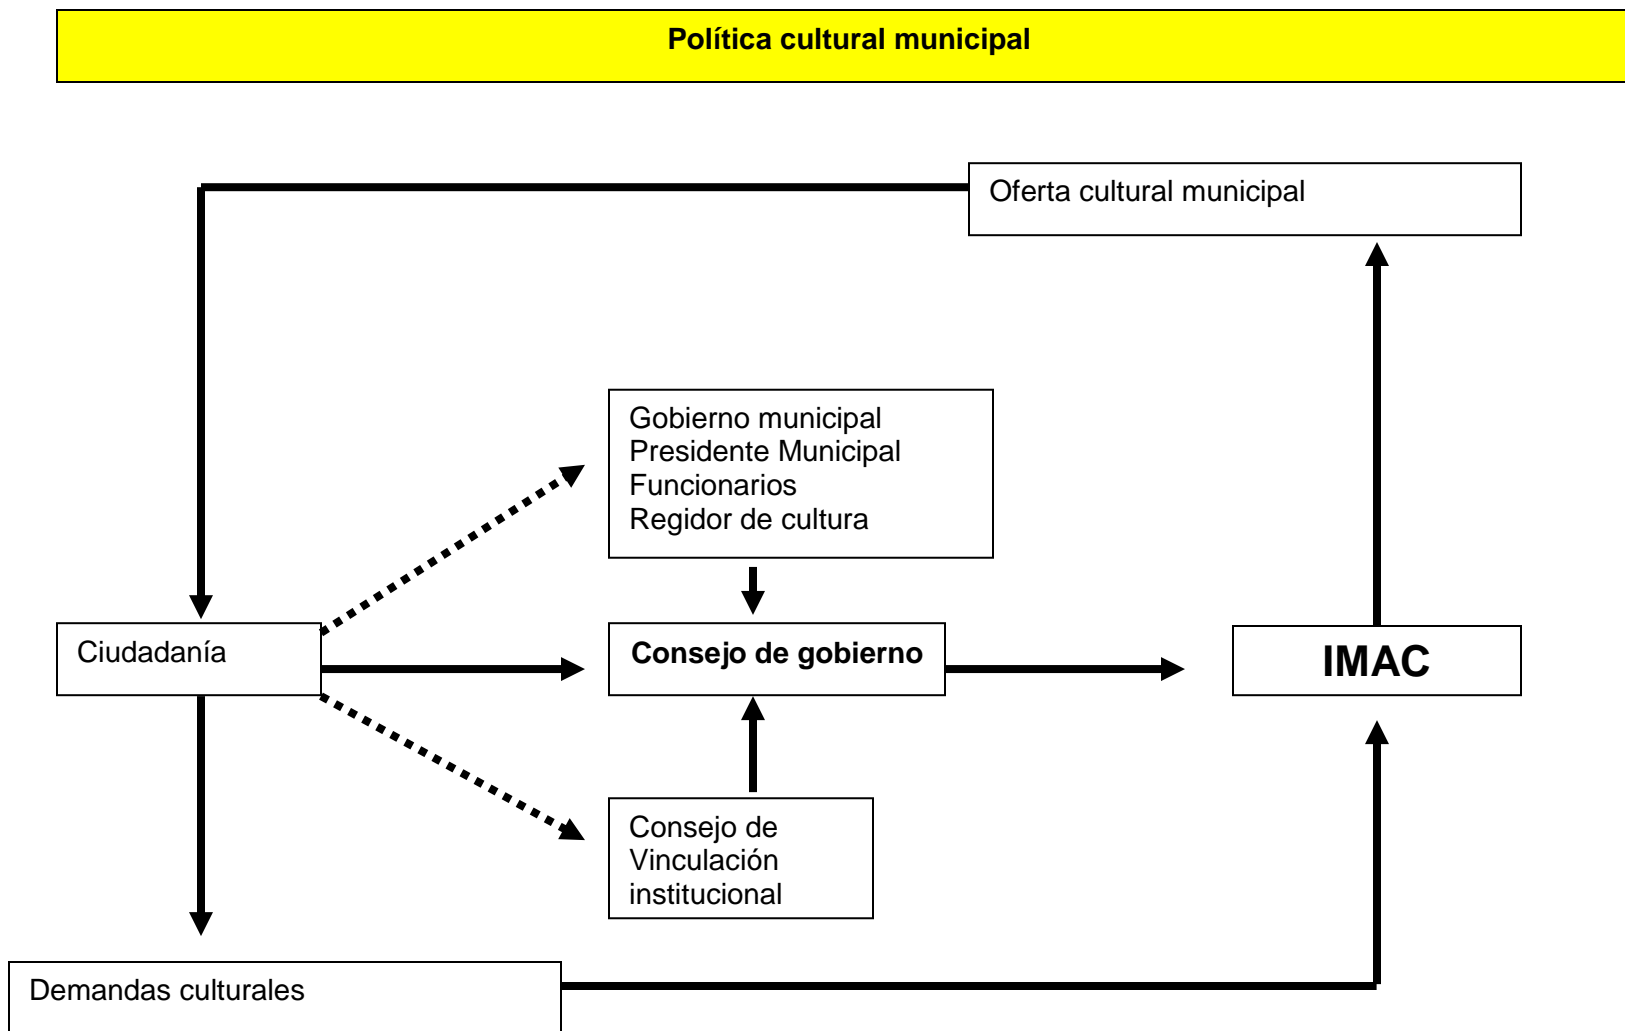 Política cultural municipal
Oferta cultural municipal
Gobierno municipal
Presidente Municipal
Funcionarios
Regidor de cultura
Ciudadanía
Consejo de gobierno
IMAC
Consejo de
Vinculación
institucional
Demandas culturales